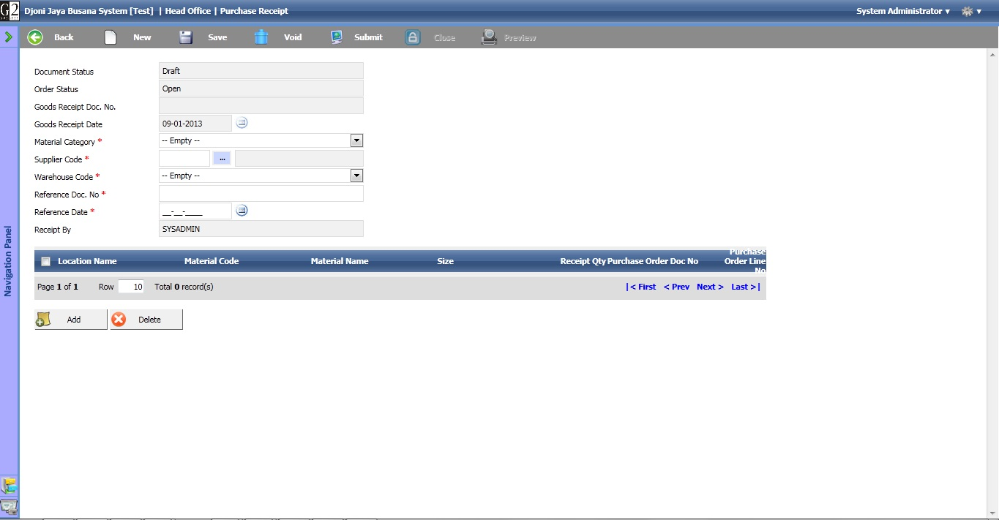 G2 Djoni Jaya Busana System [Test] | Head Office | Purchase Receipt System Administrator ▼ ▼
Back New Save Void Submit Close Preview
Document Status Draft
Order Status Open
Goods Receipt Doc. No.
Goods Receipt Date 09-01-2013
Material Category * -- Empty --
Supplier Code * ...
Warehouse Code * -- Empty --
Reference Doc. No *
Reference Date * __-__-____
Receipt By SYSADMIN
Navigation Panel
Location Name Material Code Material Name Size Receipt Qty Purchase Order Doc No Purchase Order Line No
Page 1 of 1 Row 10 Total 0 record(s) |< First < Prev Next > Last >|
Add Delete